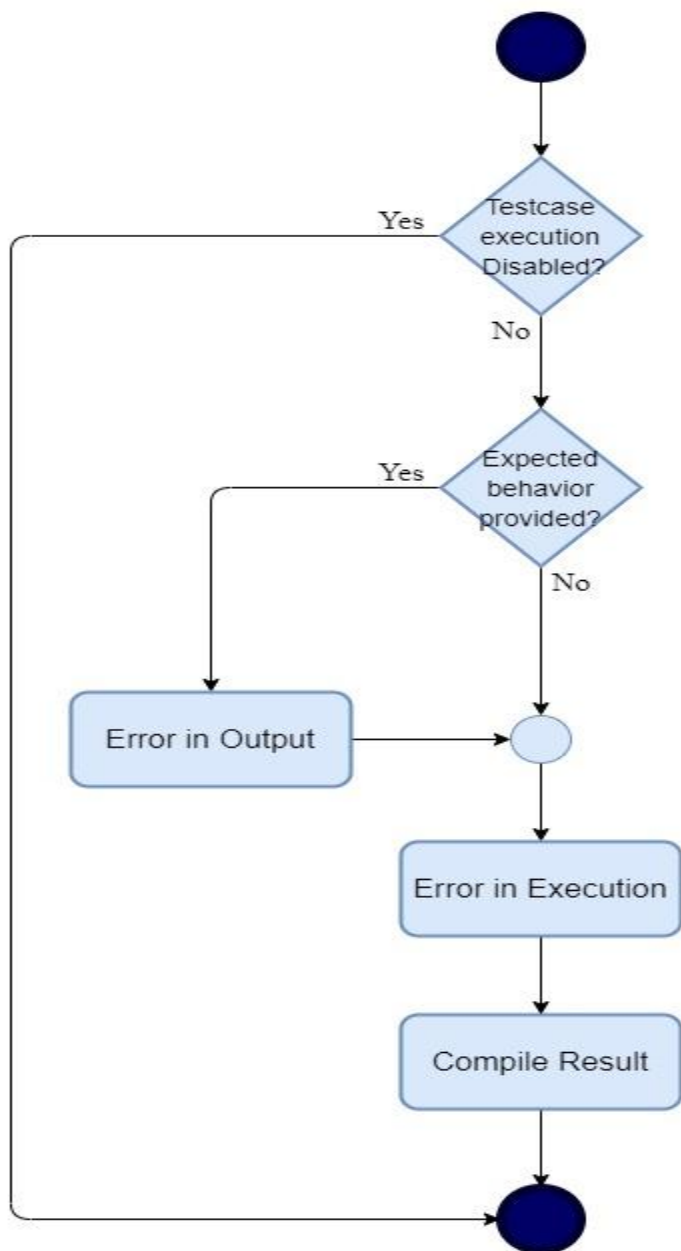 Yes
Testcase
execution
Disabled?
No
Yes
Expected
behavior
provided?
No
Error in Output
Error in Execution
Compile Result